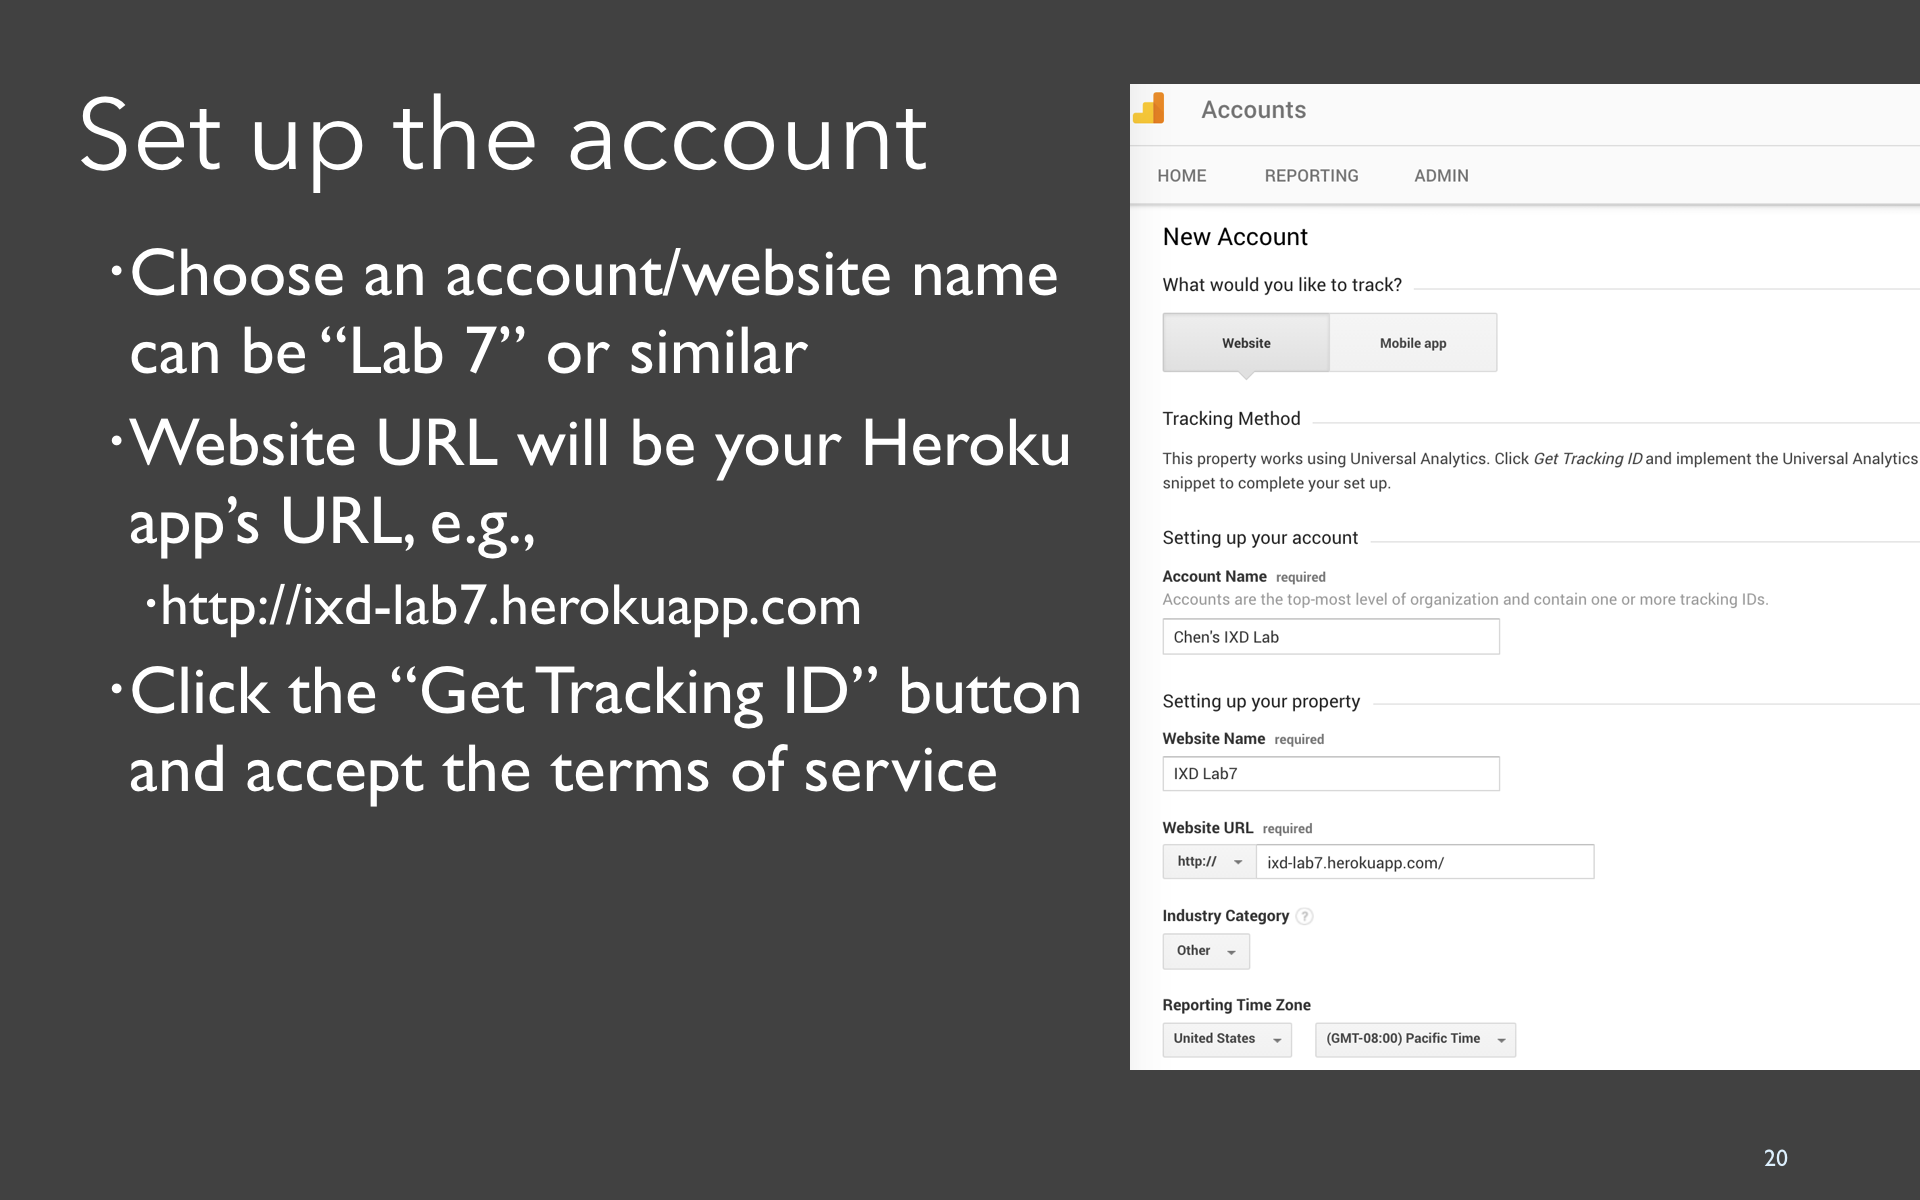 Set up the account
·Choose an account/website name
can be “Lab 7” or similar
·Website URL will be your Heroku
app’s URL, e.g.,
·http://ixd-lab7.herokuapp.com
·Click the “Get Tracking ID” button
and accept the terms of service
Accounts
HOME REPORTING ADMIN
New Account
What would you like to track?
Website Mobile app
Tracking Method
This property works using Universal Analytics. Click Get Tracking ID and implement the Universal Analytics
snippet to complete your set up.
Setting up your account
Account Name required
Accounts are the top-most level of organization and contain one or more tracking IDs.
Chen's IXD Lab
Setting up your property
Website Name required
IXD Lab7
Website URL required
http:// ixd-lab7.herokuapp.com/
Industry Category ?
Other
Reporting Time Zone
United States (GMT-08:00) Pacific Time
20